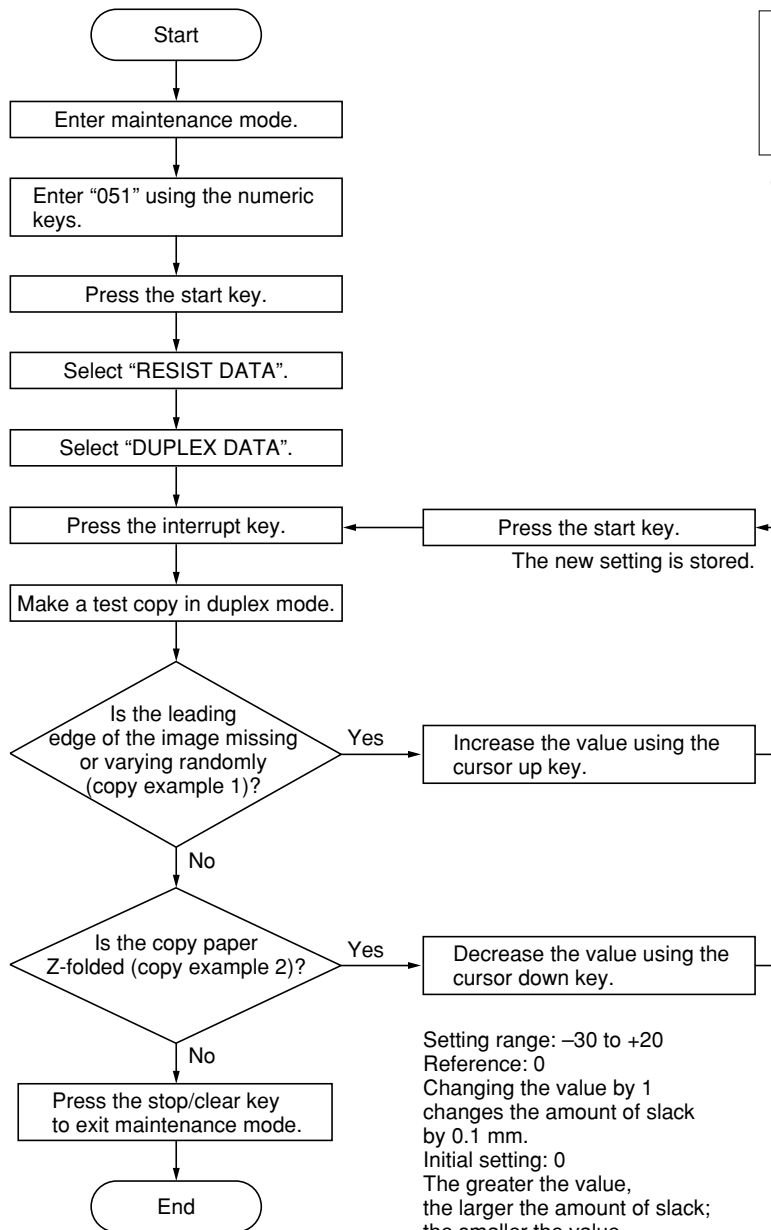 Start
Enter maintenance mode.
Enter “051” using the numeric
keys.
Press the start key.
Select “RESIST DATA”.
Select “DUPLEX DATA”.
Press the interrupt key.
Press the start key.
The new setting is stored.
Make a test copy in duplex mode.
Is the leading
edge of the image missing
or varying randomly
(copy example 1)?
Yes
Increase the value using the
cursor up key.
No
Is the copy paper
Z-folded (copy example 2)?
Yes
Decrease the value using the
cursor down key.
No
Press the stop/clear key
to exit maintenance mode.
End
Setting range: –30 to +20
Reference: 0
Changing the value by 1
changes the amount of slack
by 0.1 mm.
Initial setting: 0
The greater the value,
the larger the amount of slack;
the smaller the value,